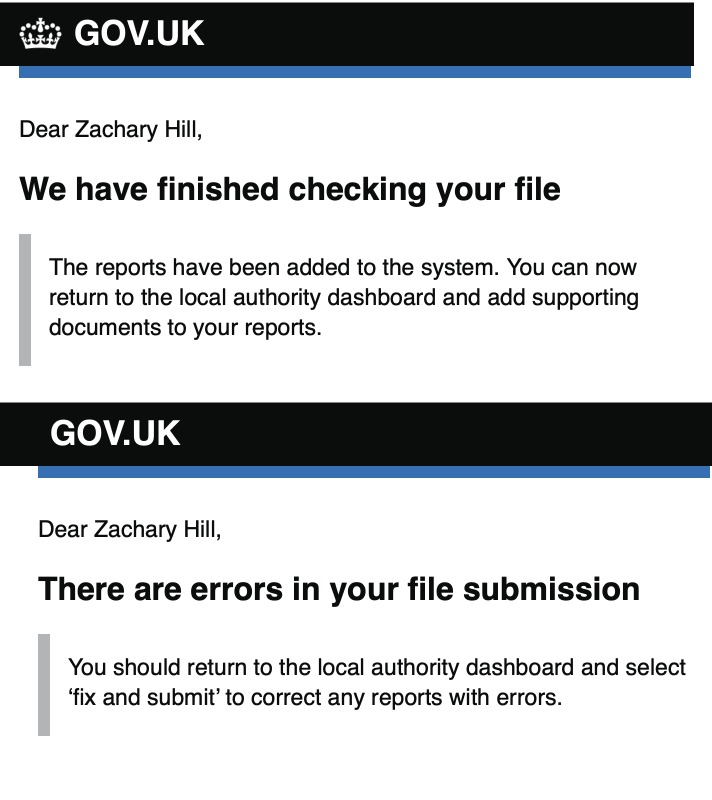 GOV.UK
Dear Zachary Hill,
We have finished checking your file
The reports have been added to the system. You can now
return to the local authority dashboard and add supporting
documents to your reports.
GOV.UK
Dear Zachary Hill,
There are errors in your file submission
You should return to the local authority dashboard and select
‘fix and submit’ to correct any reports with errors.